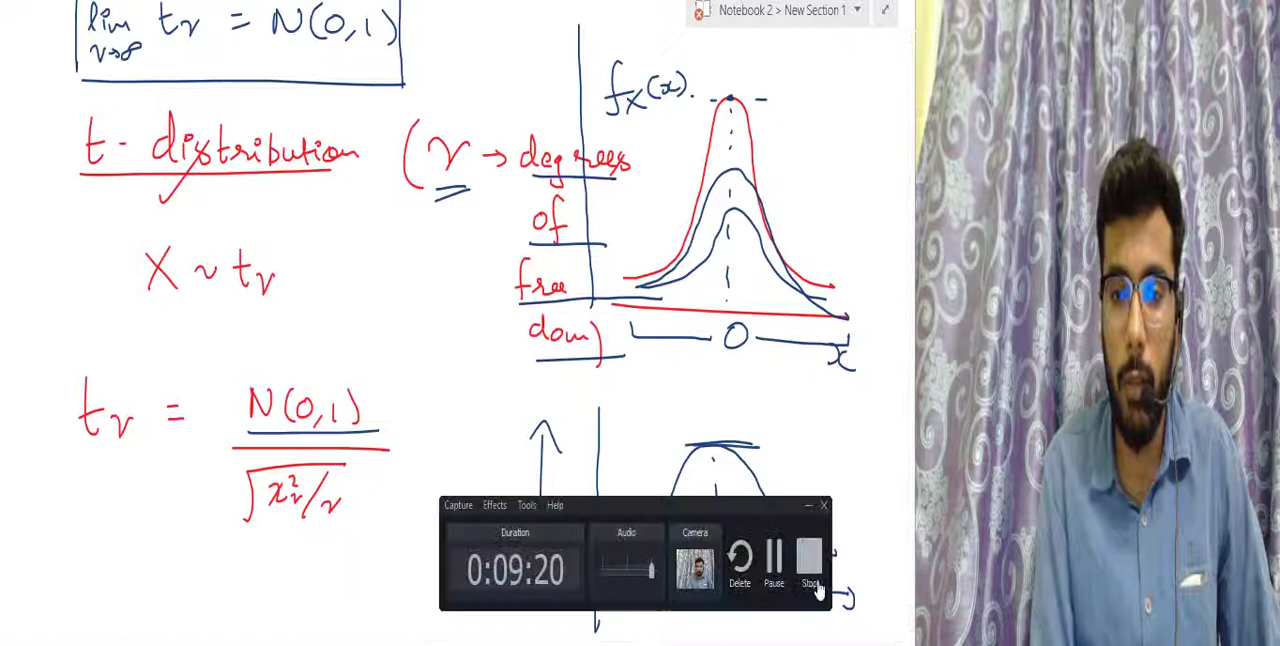 lim tν = N(0,1)
ν→∞
Notebook 2 > New Section 1
fX(x).
t - distribution (ν → degrees
of
free
dom)
X ~ tν
0
x
tν = N(0,1)
√χ²ν/ν
Capture Effects Tools Help
Duration
Audio
Camera
0:09:20
Delete
Pause
Stop